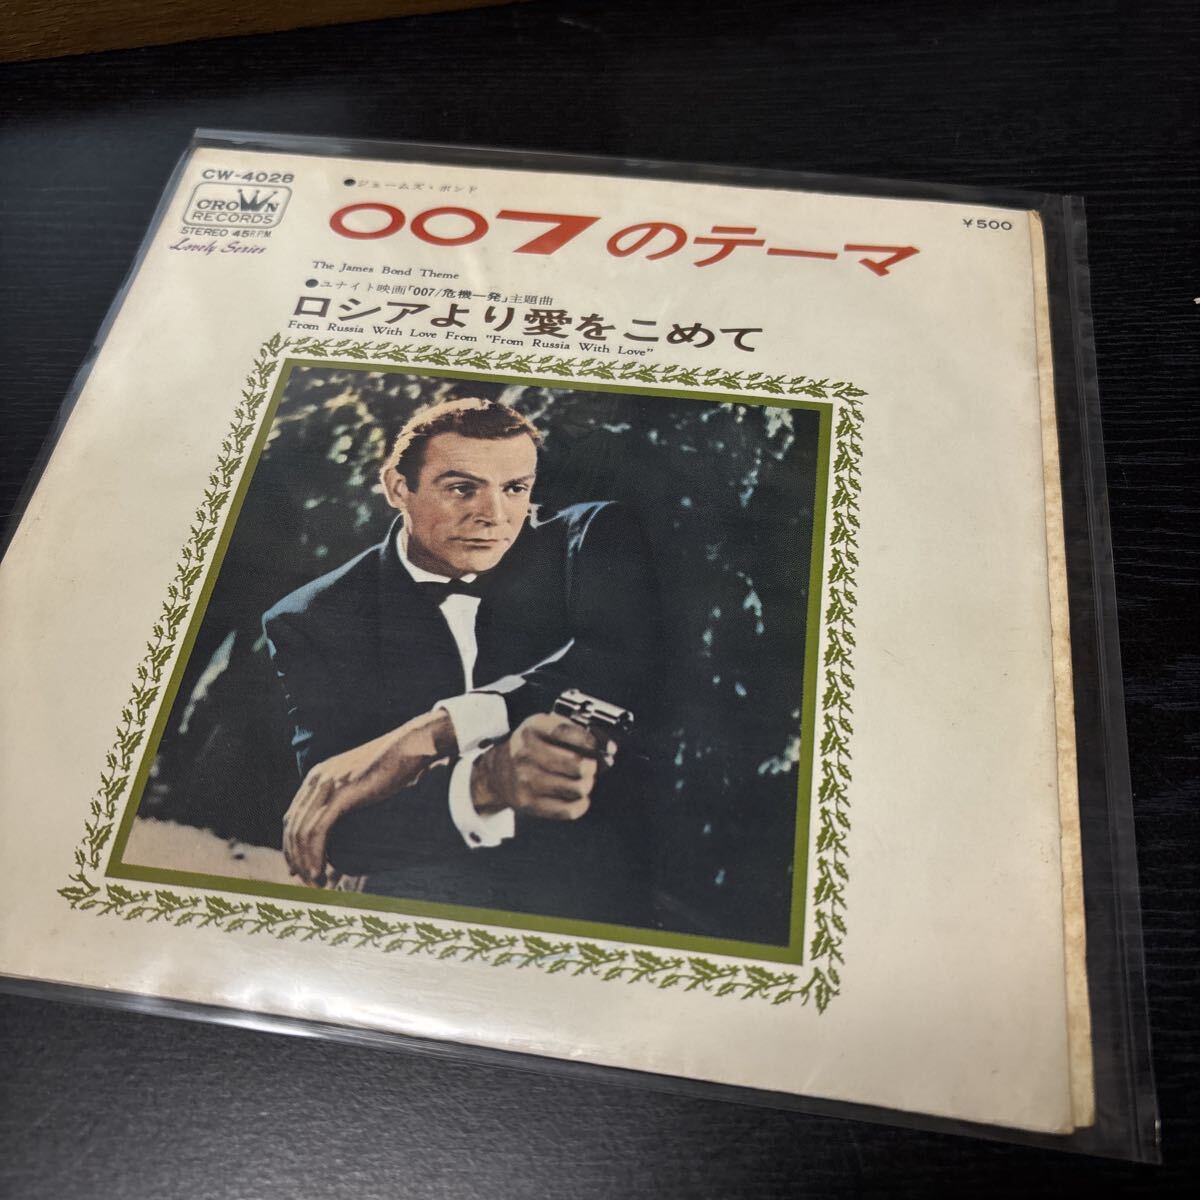 CW-4028
CROWN
RECORDS
STEREO 45R.P.M
Lovely Series
●ジェームズ・ボンド
007のテーマ
¥500
The James Bond Theme
●ユナイト映画「007/危機一発」主題曲
ロシアより愛をこめて
From Russia With Love From "From Russia With Love"